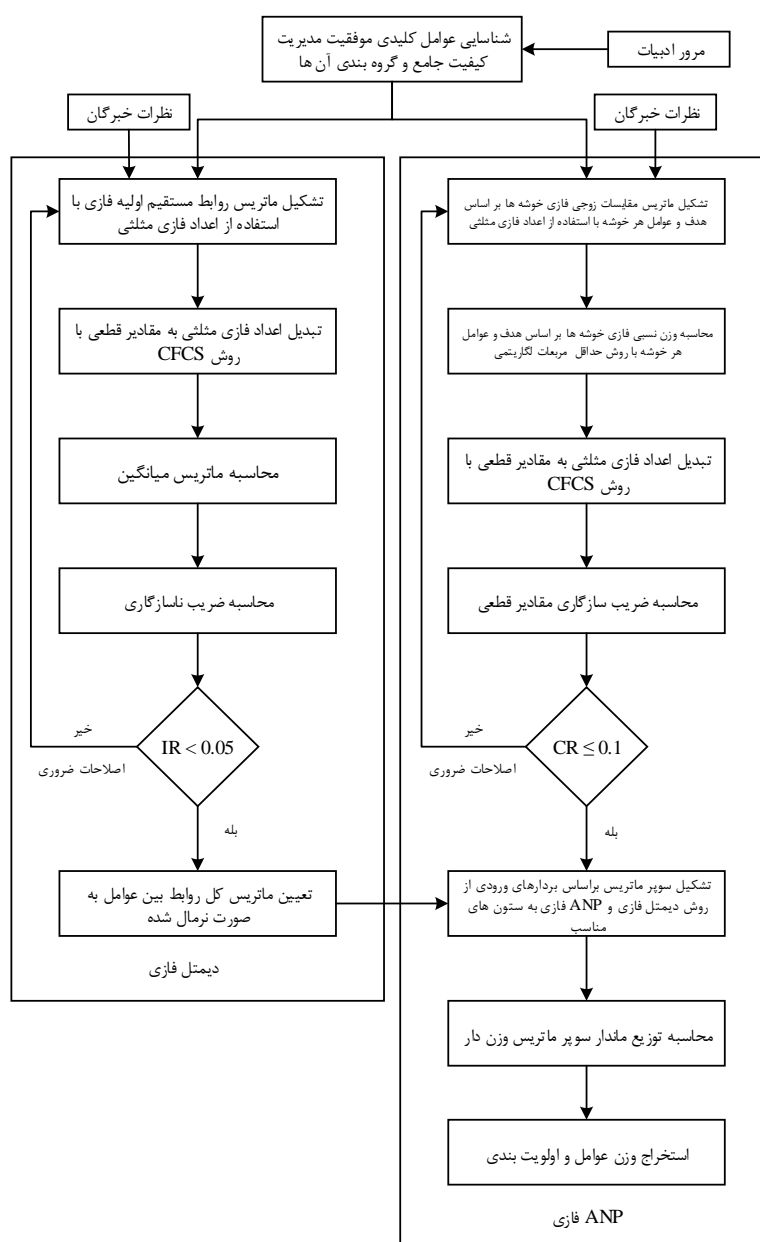 شناسایی عوامل کلیدی موفقیت مدیریت
کیفیت جامع و گروه بندی آن ها
مرور ادبیات
نظرات خبرگان
نظرات خبرگان
تشکیل ماتریس روابط مستقیم اولیه فازی با
استفاده از اعداد فازی مثلثی
تبدیل اعداد فازی مثلثی به مقادیر قطعی با
روش CFCS
محاسبه ماتریس میانگین
محاسبه ضریب ناسازگاری
IR < 0.05
خیر
اصلاحات ضروری
بله
تعیین ماتریس کل روابط بین عوامل به
صورت نرمال شده
دیمتل فازی
تشکیل ماتریس مقایسات زوجی فازی خوشه ها بر اساس
هدف و عوامل هر خوشه با استفاده از اعداد فازی مثلثی
محاسبه وزن نسبی فازی خوشه ها بر اساس هدف و عوامل
هر خوشه با روش حداقل مربعات لگاریتمی
تبدیل اعداد فازی مثلثی به مقادیر قطعی با
روش CFCS
محاسبه ضریب سازگاری مقادیر قطعی
CR ≤ 0.1
خیر
اصلاحات ضروری
بله
تشکیل سوپر ماتریس براساس بردارهای ورودی از
روش دیمتل فازی و ANP فازی به ستون های
مناسب
محاسبه توزیع ماندار سوپر ماتریس وزن دار
استخراج وزن عوامل و اولویت بندی
ANP فازی